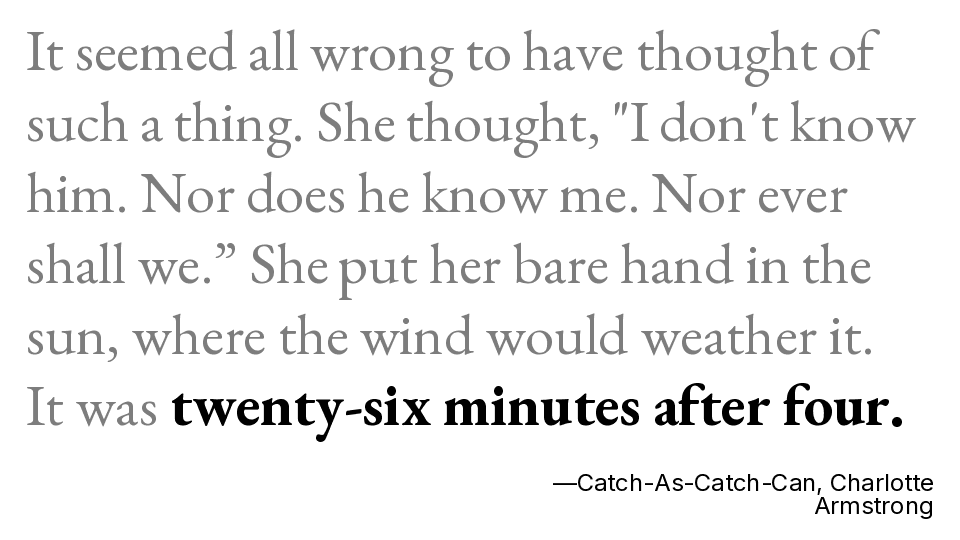 It seemed all wrong to have thought of
such a thing. She thought, "I don't know
him. Nor does he know me. Nor ever
shall we.” She put her bare hand in the
sun, where the wind would weather it.
It was twenty-six minutes after four.
—Catch-As-Catch-Can, Charlotte
Armstrong